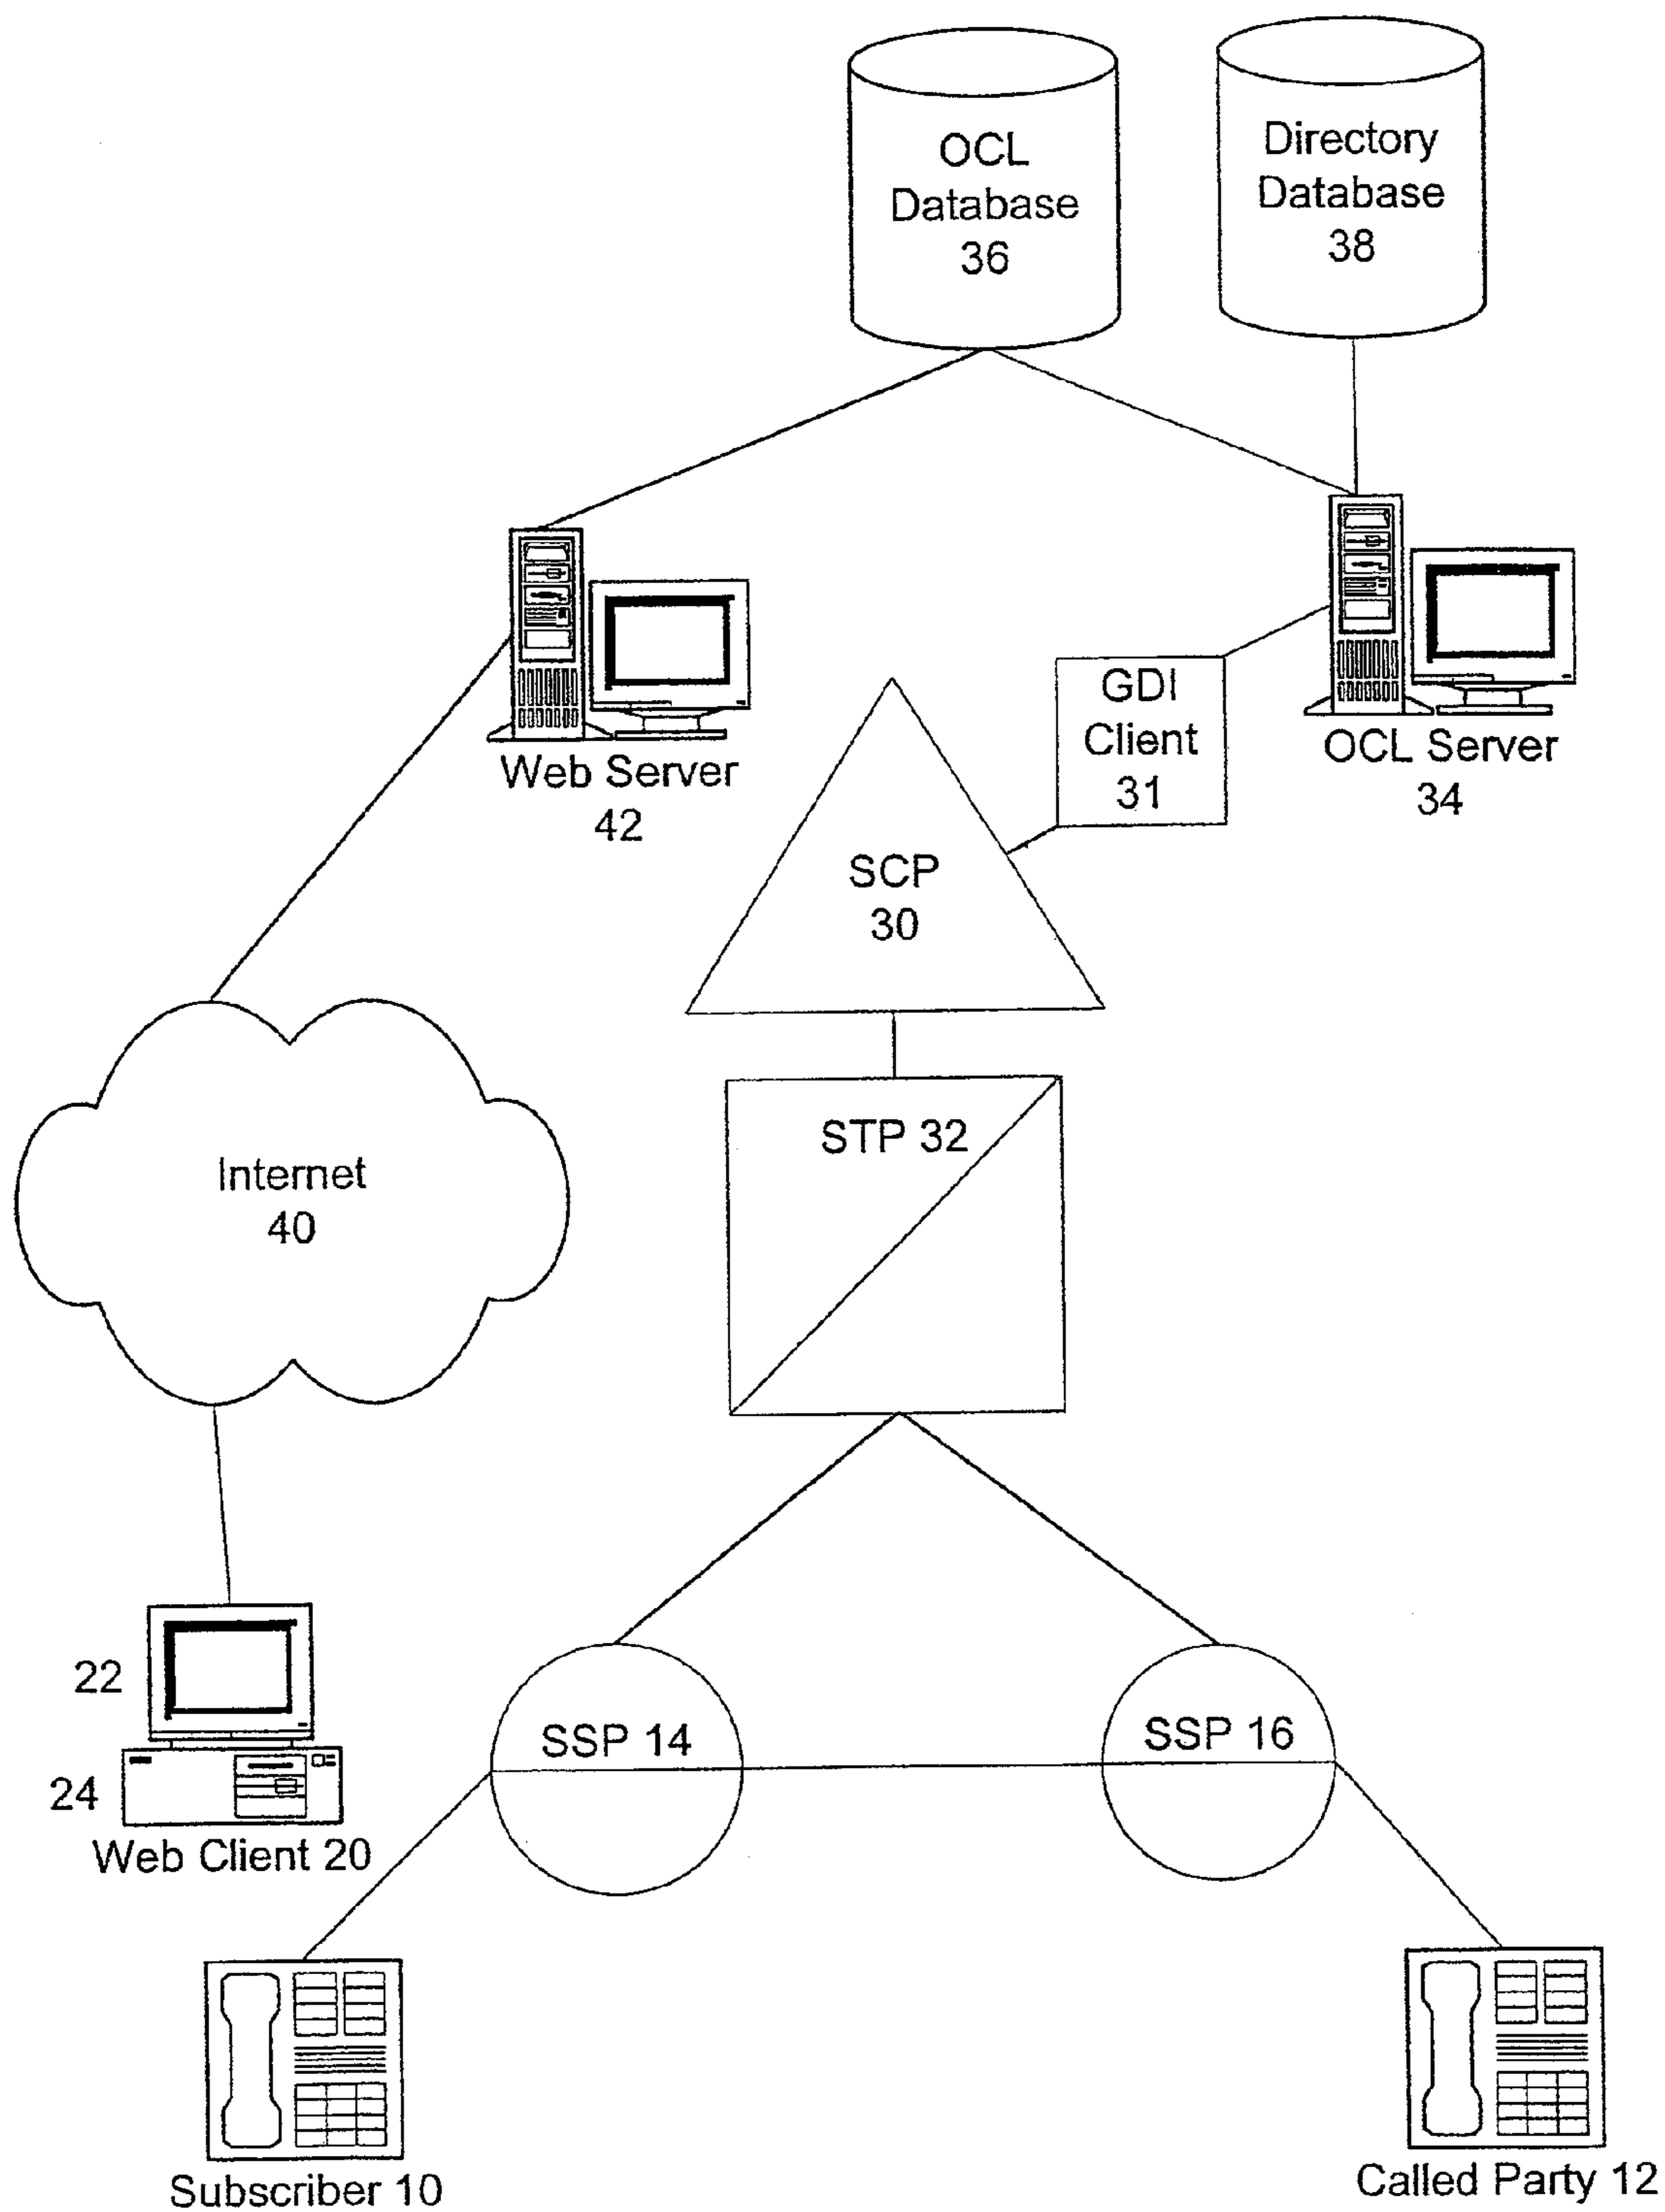 OCL
Database
36
Directory
Database
38
Web Server
42
GDI
Client
31
OCL Server
34
SCP
30
STP 32
Internet
40
22
24
Web Client 20
SSP 14
SSP 16
Subscriber 10
Called Party 12